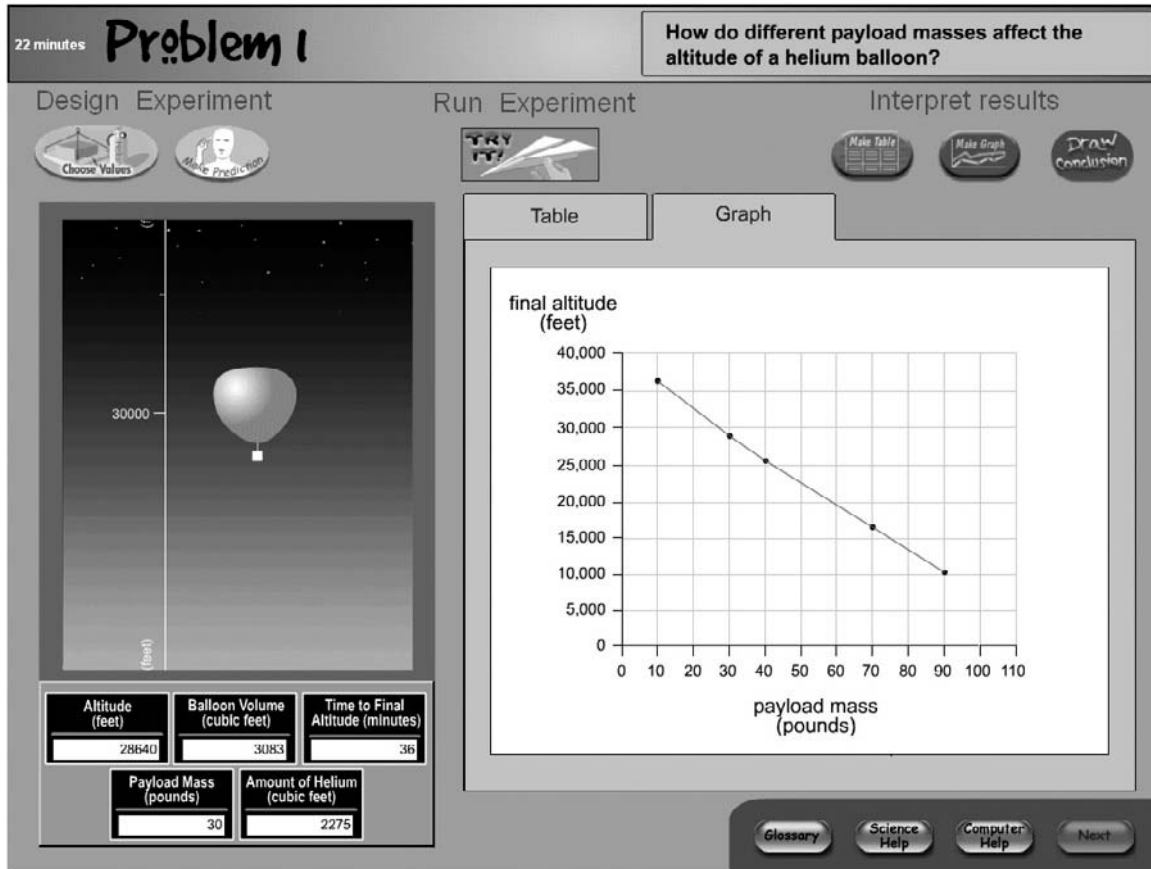 22 minutes
Problem 1
How do different payload masses affect the
altitude of a helium balloon?
Design Experiment
Run Experiment
Interpret results
Choose Values
Make Prediction
TRY
IT!
Make Table
Make Graph
Draw
Conclusion
30000
(feet)
Altitude
(feet)
28640
Balloon Volume
(cubic feet)
3083
Time to Final
Altitude (minutes)
36
Payload Mass
(pounds)
30
Amount of Helium
(cubic feet)
2275
Table
Graph
final altitude
(feet)
40,000
35,000
30,000
25,000
20,000
15,000
10,000
5,000
0
0 10 20 30 40 50 60 70 80 90 100 110
payload mass
(pounds)
Glossary
Science
Help
Computer
Help
Next